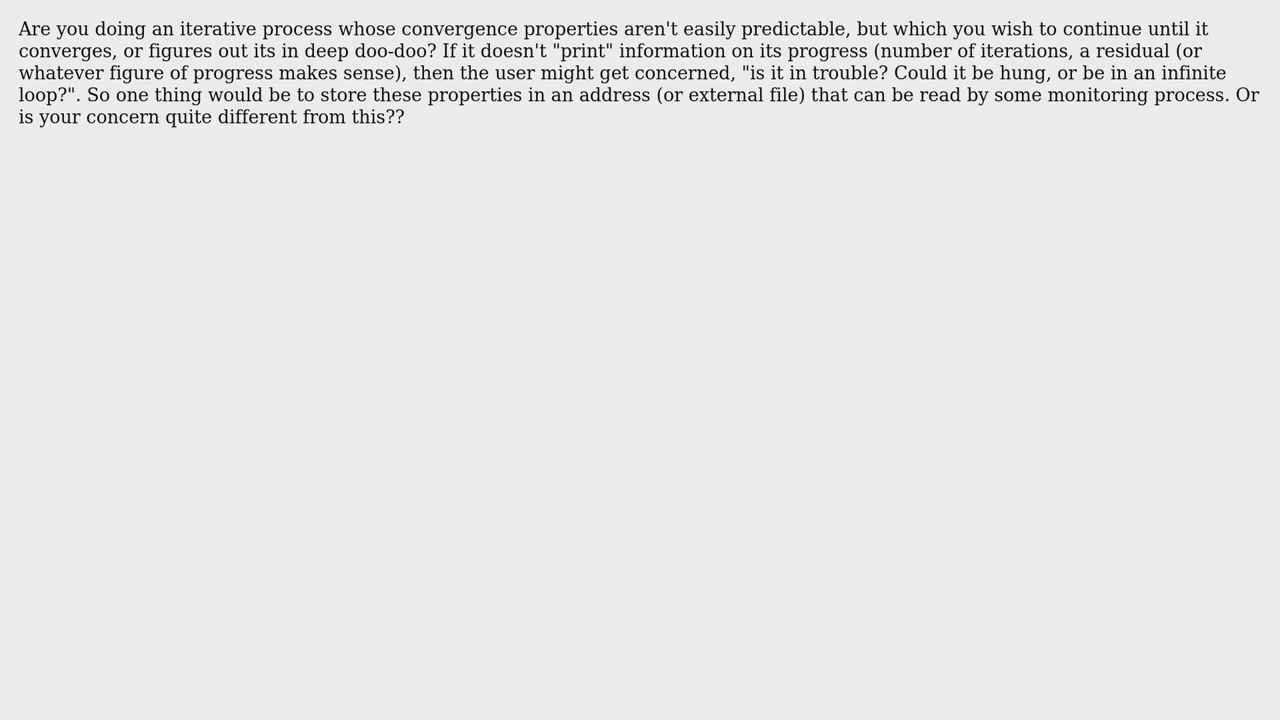 Are you doing an iterative process whose convergence properties aren't easily predictable, but which you wish to continue until it
converges, or figures out its in deep doo-doo? If it doesn't "print" information on its progress (number of iterations, a residual (or
whatever figure of progress makes sense), then the user might get concerned, "is it in trouble? Could it be hung, or be in an infinite
loop?". So one thing would be to store these properties in an address (or external file) that can be read by some monitoring process. Or
is your concern quite different from this??